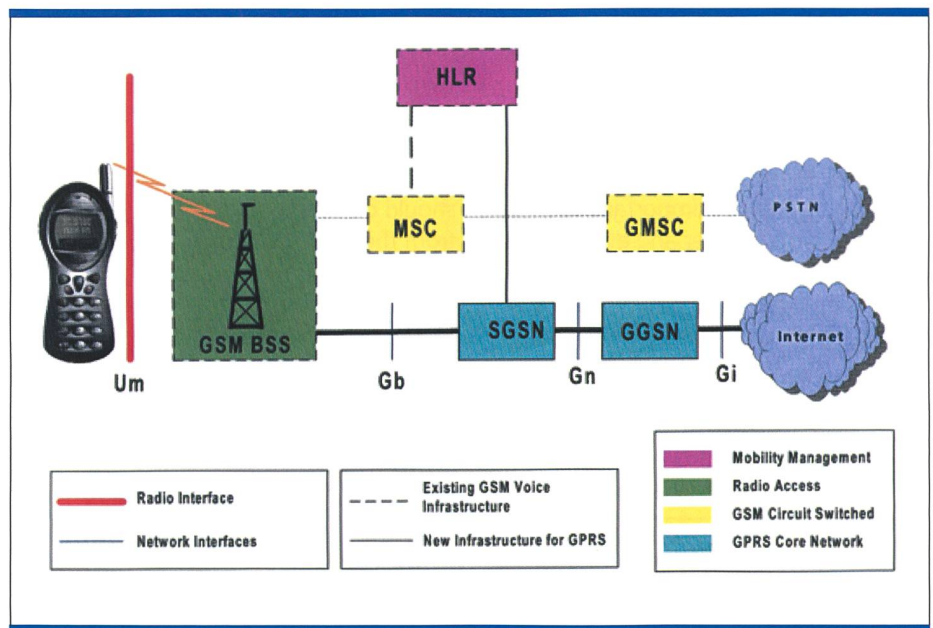 HLR
MSC
GMSC
PSTN
GSM BSS
SGSN
GGSN
Internet
Um
Gb
Gn
Gi
Radio Interface
Network Interfaces
Existing GSM Voice
Infrastructure
New Infrastructure for GPRS
Mobility Management
Radio Access
GSM Circuit Switched
GPRS Core Network